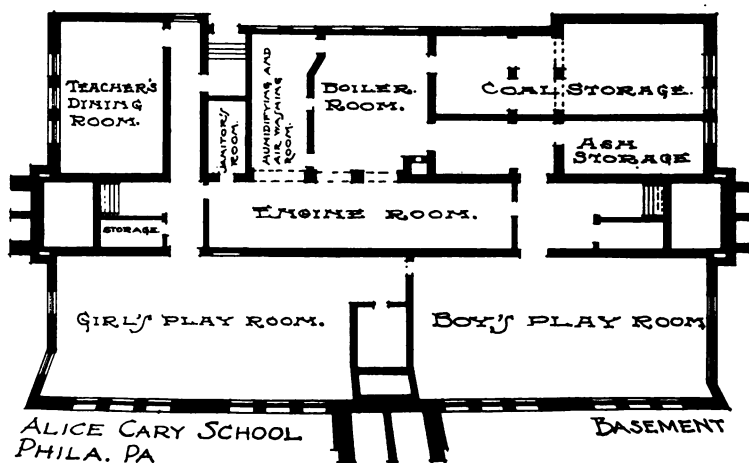 TEACHER'S
DINING
ROOM.
JANITOR'S
ROOM.
HUMIDIFYING AND
AIR WASHING
ROOM.
BOILER
ROOM.
COAL STORAGE.
ASH
STORAGE
STORAGE
ENGINE ROOM.
GIRL'S PLAY ROOM.
BOY'S PLAY ROOM
ALICE CARY SCHOOL
PHILA. PA
BASEMENT